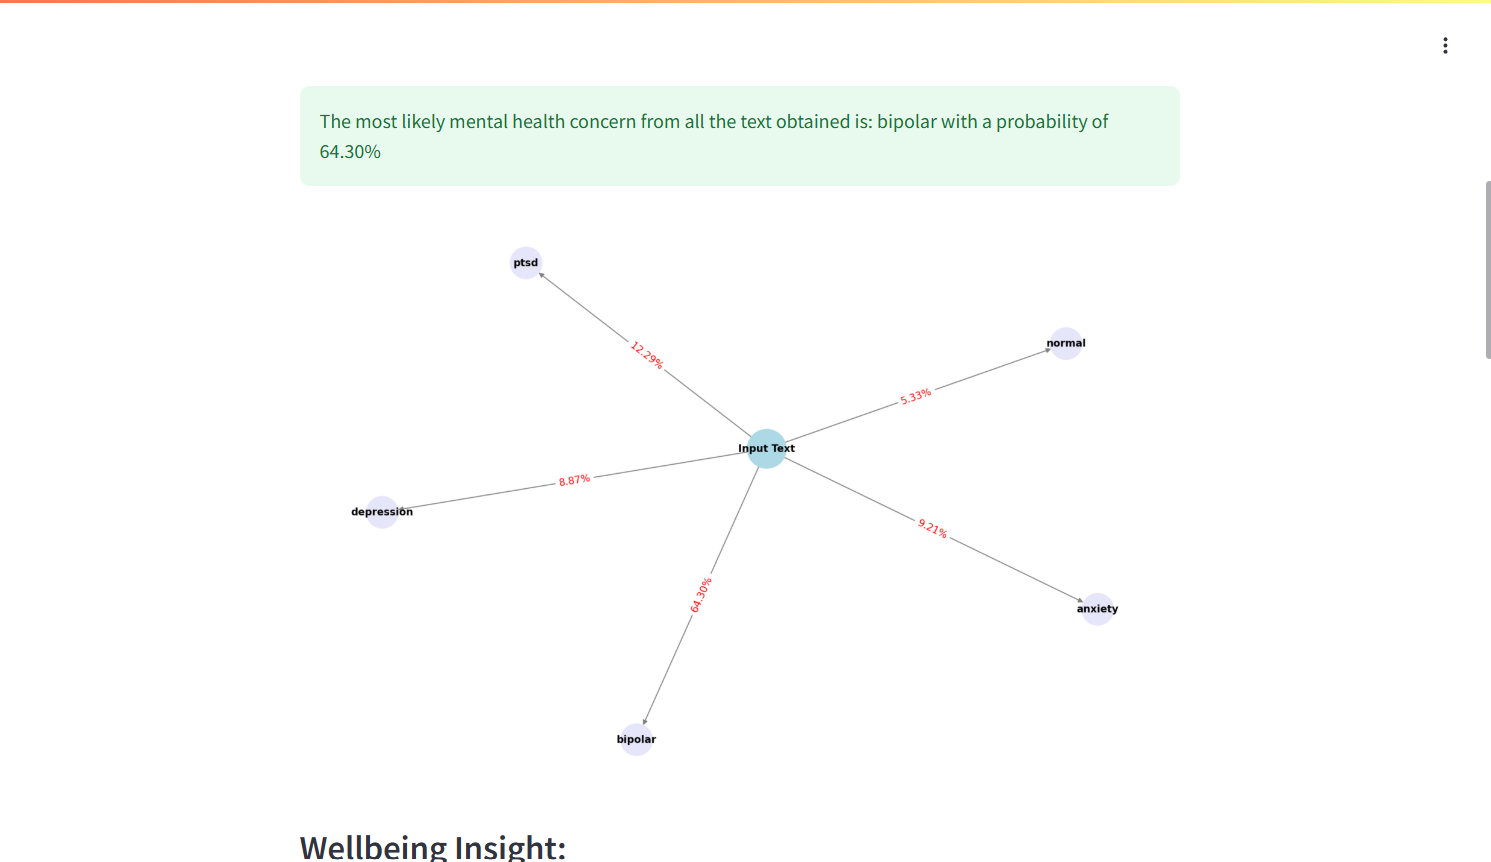 The most likely mental health concern from all the text obtained is: bipolar with a probability of
64.30%
ptsd
12.29%
normal
5.33%
Input Text
8.87%
depression
9.21%
64.30%
anxiety
bipolar
Wellbeing Insight: